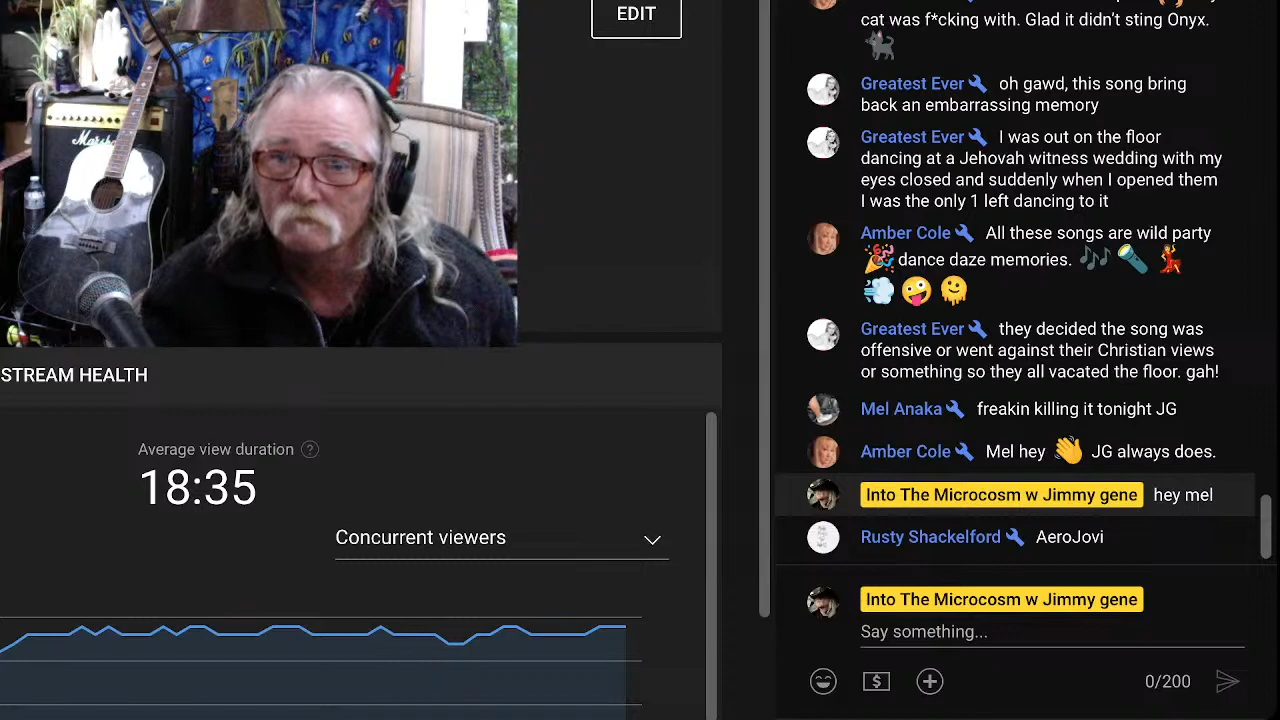 EDIT
Marshall
STREAM HEALTH
Average view duration
18:35
Concurrent viewers
cat was f*cking with. Glad it didn't sting Onyx.
Greatest Ever oh gawd, this song bring
back an embarrassing memory
Greatest Ever I was out on the floor
dancing at a Jehovah witness wedding with my
eyes closed and suddenly when I opened them
I was the only 1 left dancing to it
Amber Cole All these songs are wild party
dance daze memories.
Greatest Ever they decided the song was
offensive or went against their Christian views
or something so they all vacated the floor. gah!
Mel Anaka freakin killing it tonight JG
Amber Cole Mel hey JG always does.
Into The Microcosm w Jimmy gene hey mel
Rusty Shackelford AeroJovi
Into The Microcosm w Jimmy gene
Say something...
0/200